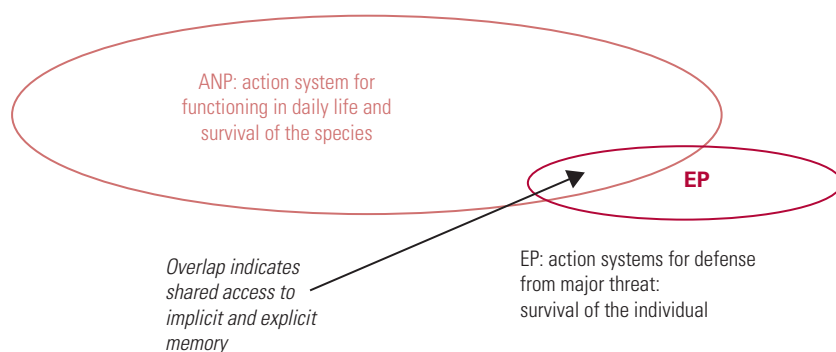 ANP: action system for
functioning in daily life and
survival of the species
EP
Overlap indicates
shared access to
implicit and explicit
memory
EP: action systems for defense
from major threat:
survival of the individual